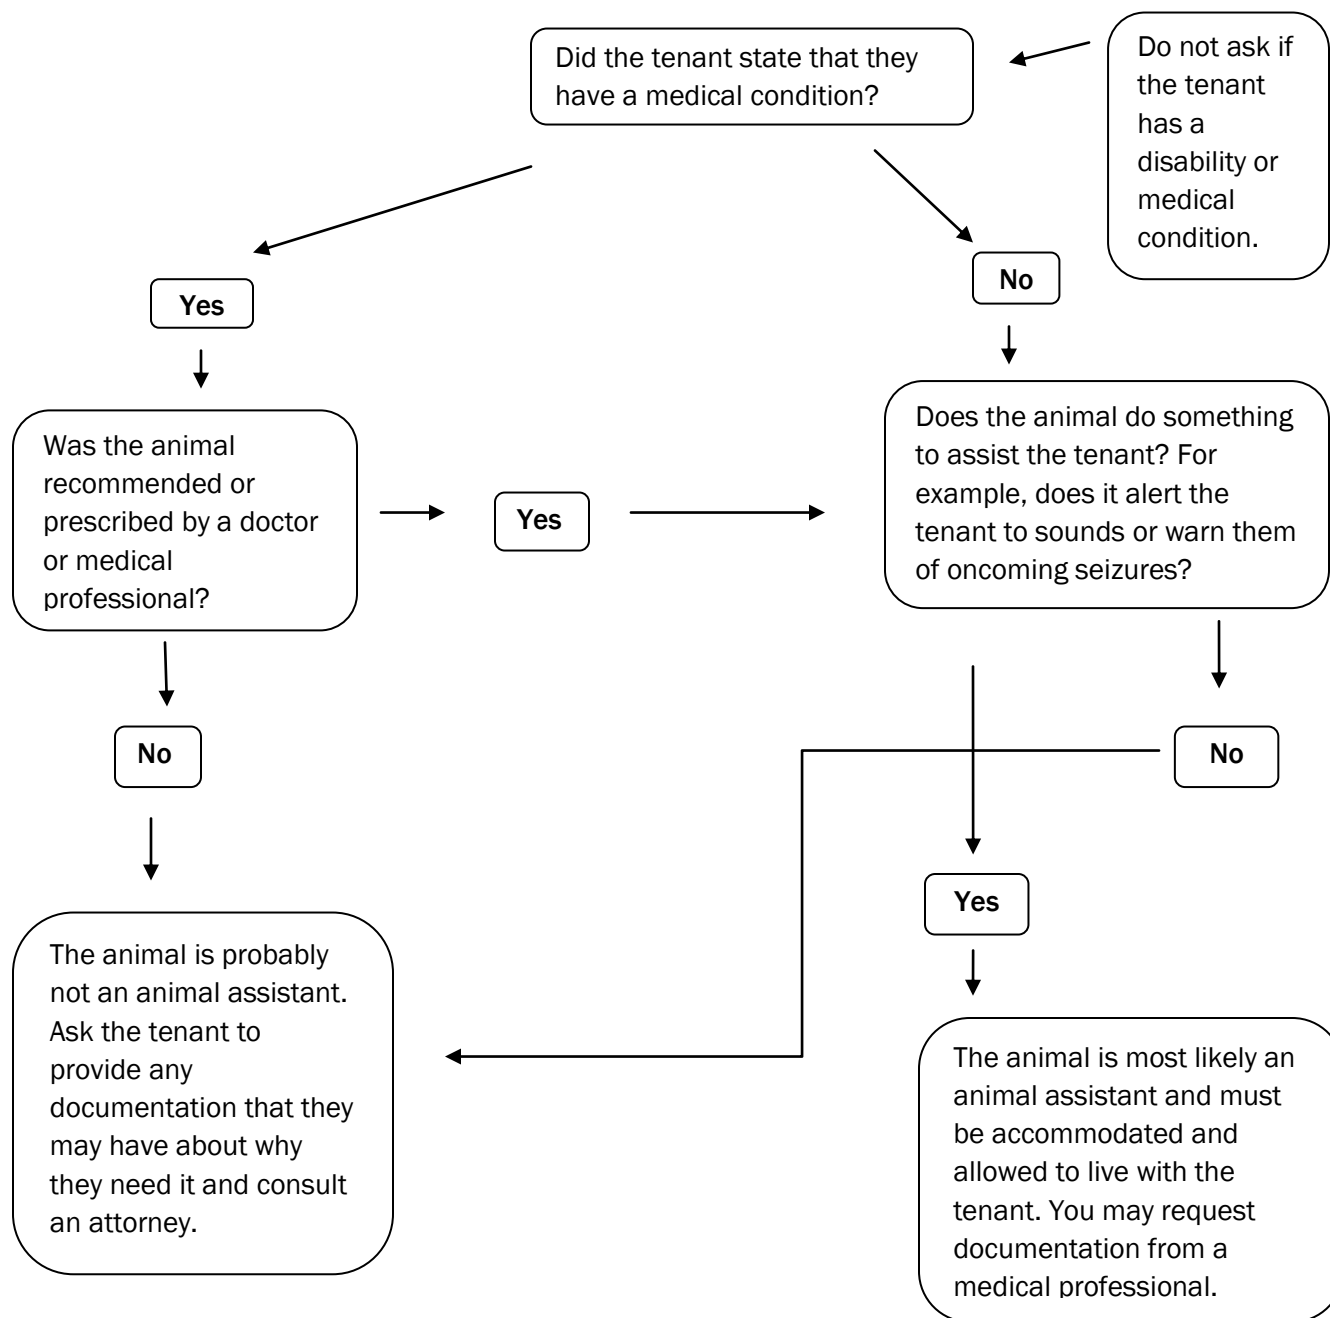 Did the tenant state that they
have a medical condition?
Do not ask if
the tenant
has a
disability or
medical
condition.
Yes
No
Was the animal
recommended or
prescribed by a doctor
or medical
professional?
Yes
Does the animal do something
to assist the tenant? For
example, does it alert the
tenant to sounds or warn them
of oncoming seizures?
No
No
Yes
The animal is probably
not an animal assistant.
Ask the tenant to
provide any
documentation that they
may have about why
they need it and consult
an attorney.
The animal is most likely an
animal assistant and must
be accommodated and
allowed to live with the
tenant. You may request
documentation from a
medical professional.